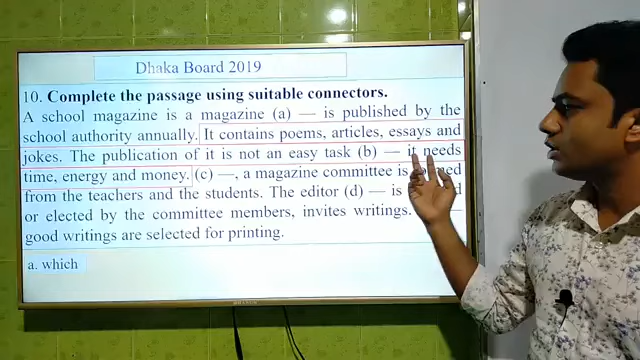 Dhaka Board 2019
10. Complete the passage using suitable connectors.
A school magazine is a magazine (a) — is published by the
school authority annually. It contains poems, articles, essays and
jokes. The publication of it is not an easy task (b) — it needs
time, energy and money. (c) —, a magazine committee is
from the teachers and the students. The editor (d) — is
or elected by the committee members, invites writings. —
good writings are selected for printing.
a. which